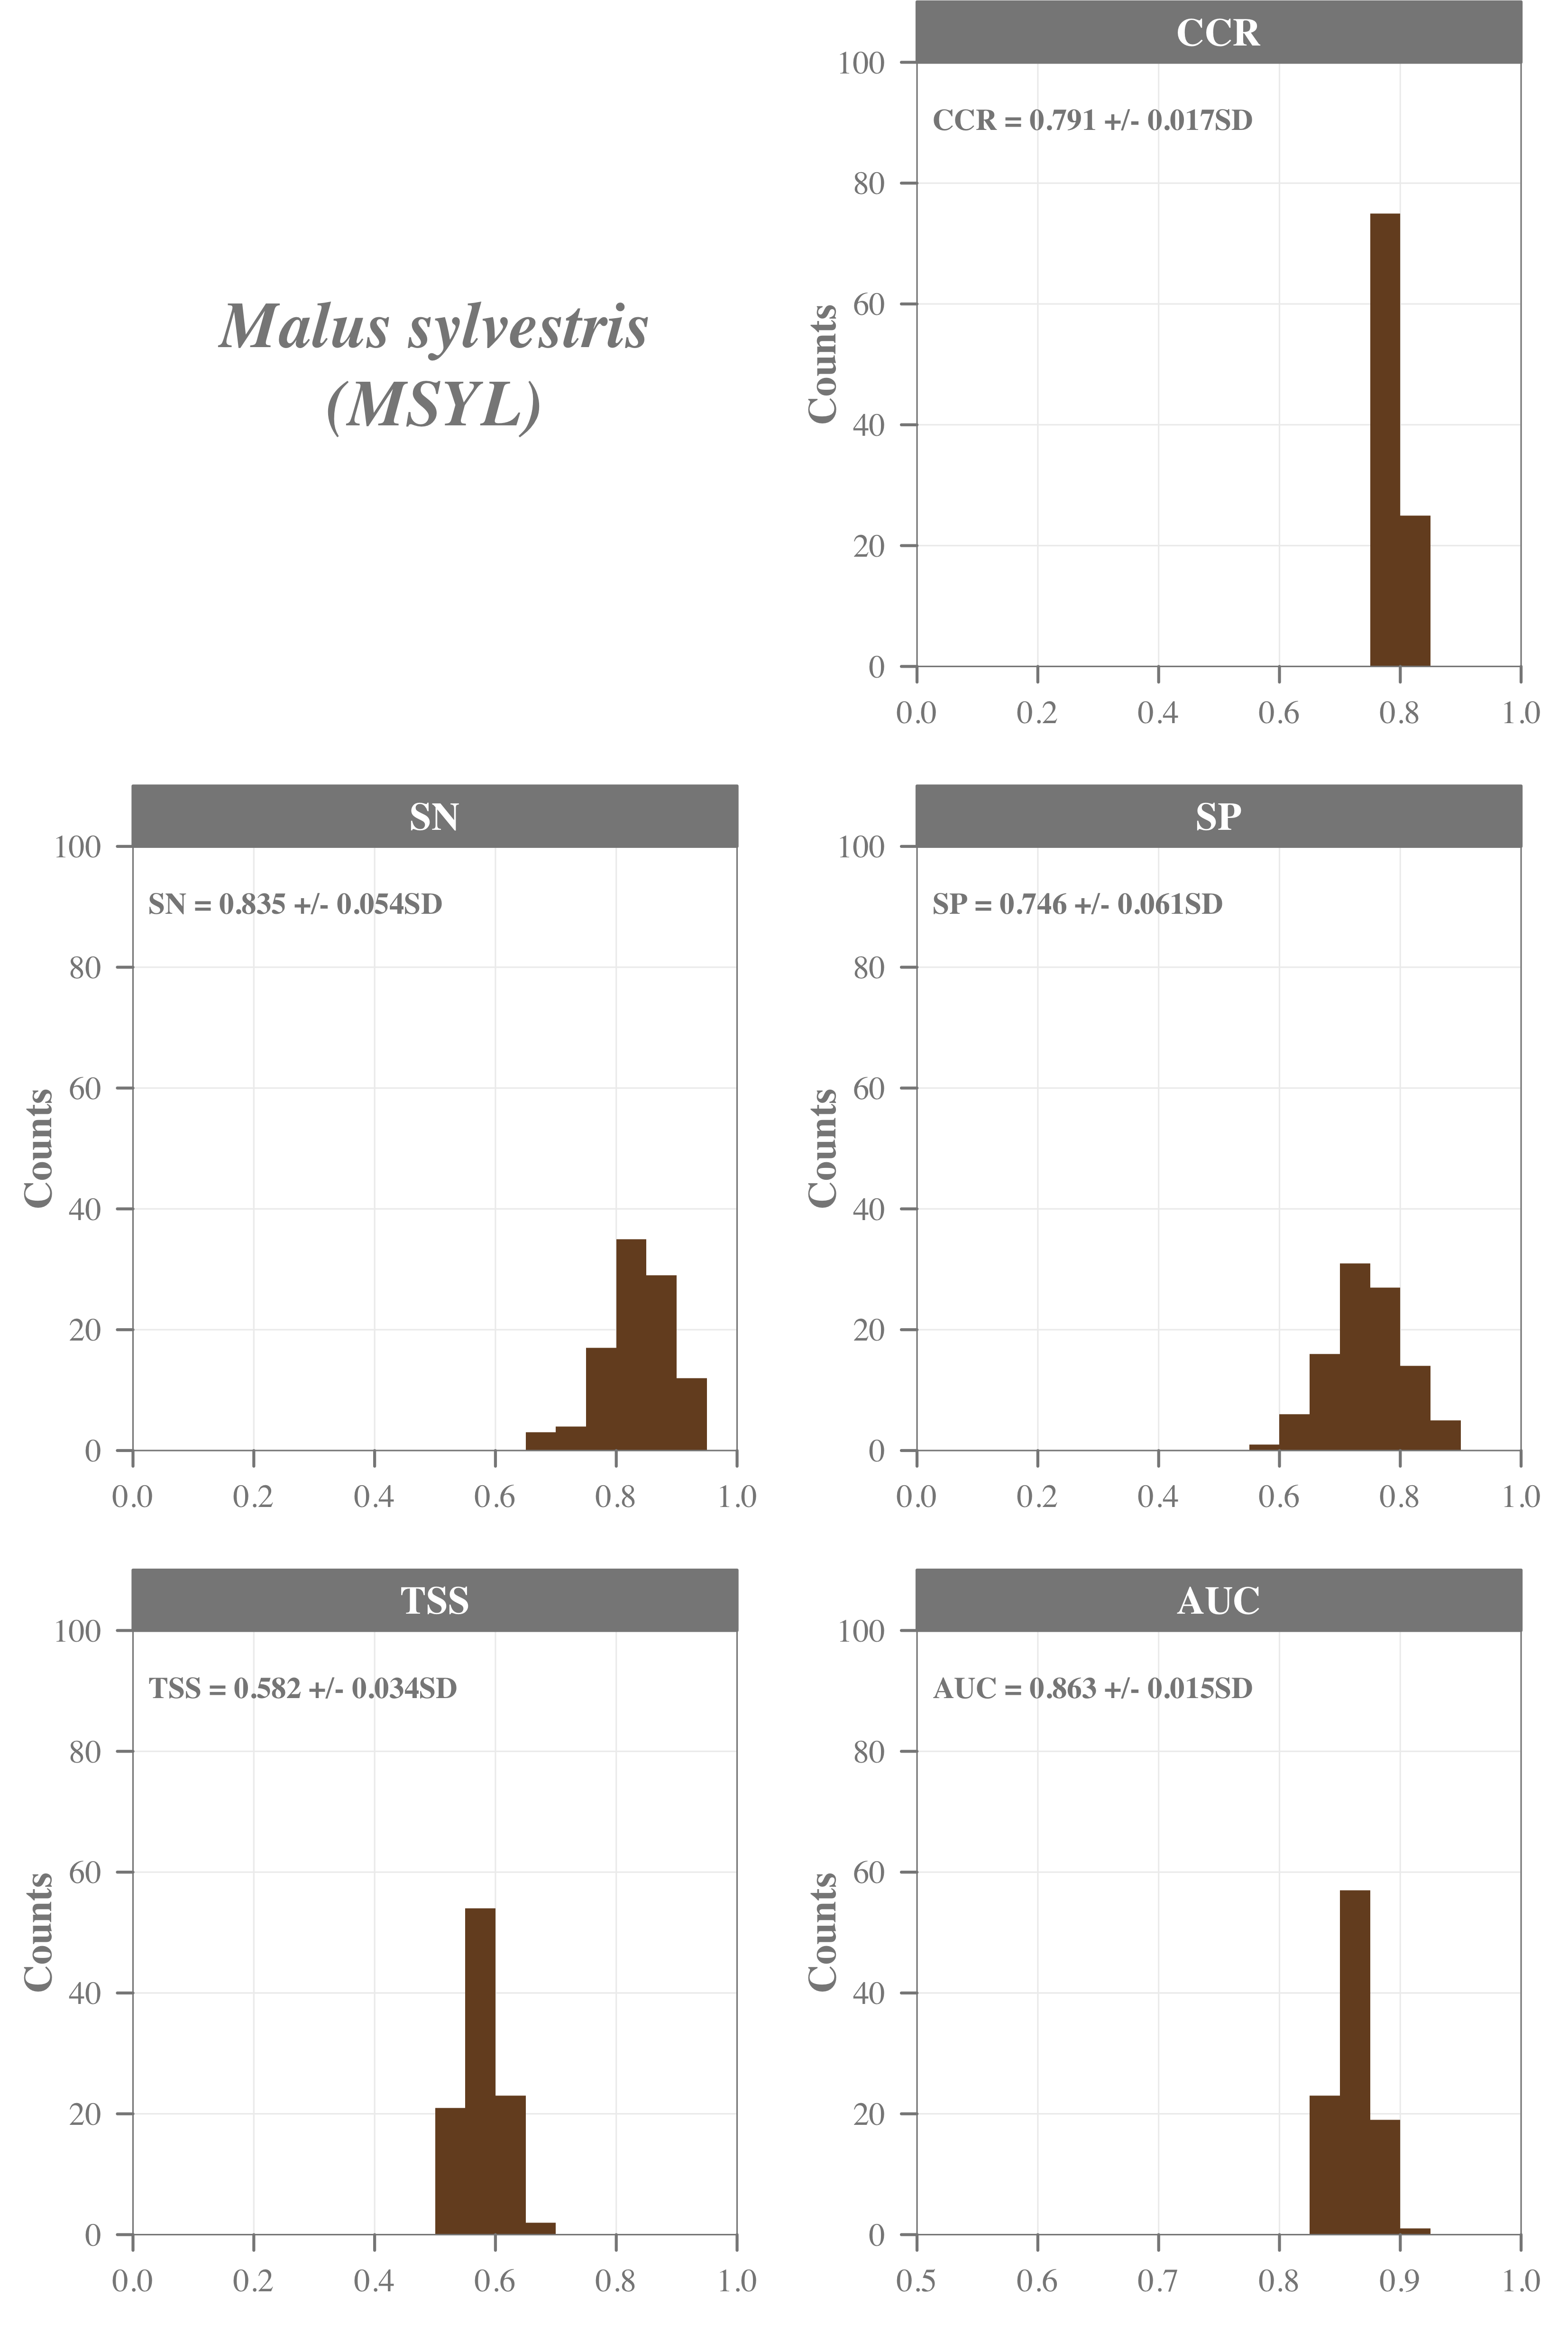 Malus sylvestris
(MSYL)
CCR
CCR = 0.791 +/- 0.017SD
Counts
100
80
60
40
20
0
0.0 0.2 0.4 0.6 0.8 1.0
SN
SN = 0.835 +/- 0.054SD
Counts
100
80
60
40
20
0
0.0 0.2 0.4 0.6 0.8 1.0
SP
SP = 0.746 +/- 0.061SD
Counts
100
80
60
40
20
0
0.0 0.2 0.4 0.6 0.8 1.0
TSS
TSS = 0.582 +/- 0.034SD
Counts
100
80
60
40
20
0
0.0 0.2 0.4 0.6 0.8 1.0
AUC
AUC = 0.863 +/- 0.015SD
Counts
100
80
60
40
20
0
0.5 0.6 0.7 0.8 0.9 1.0